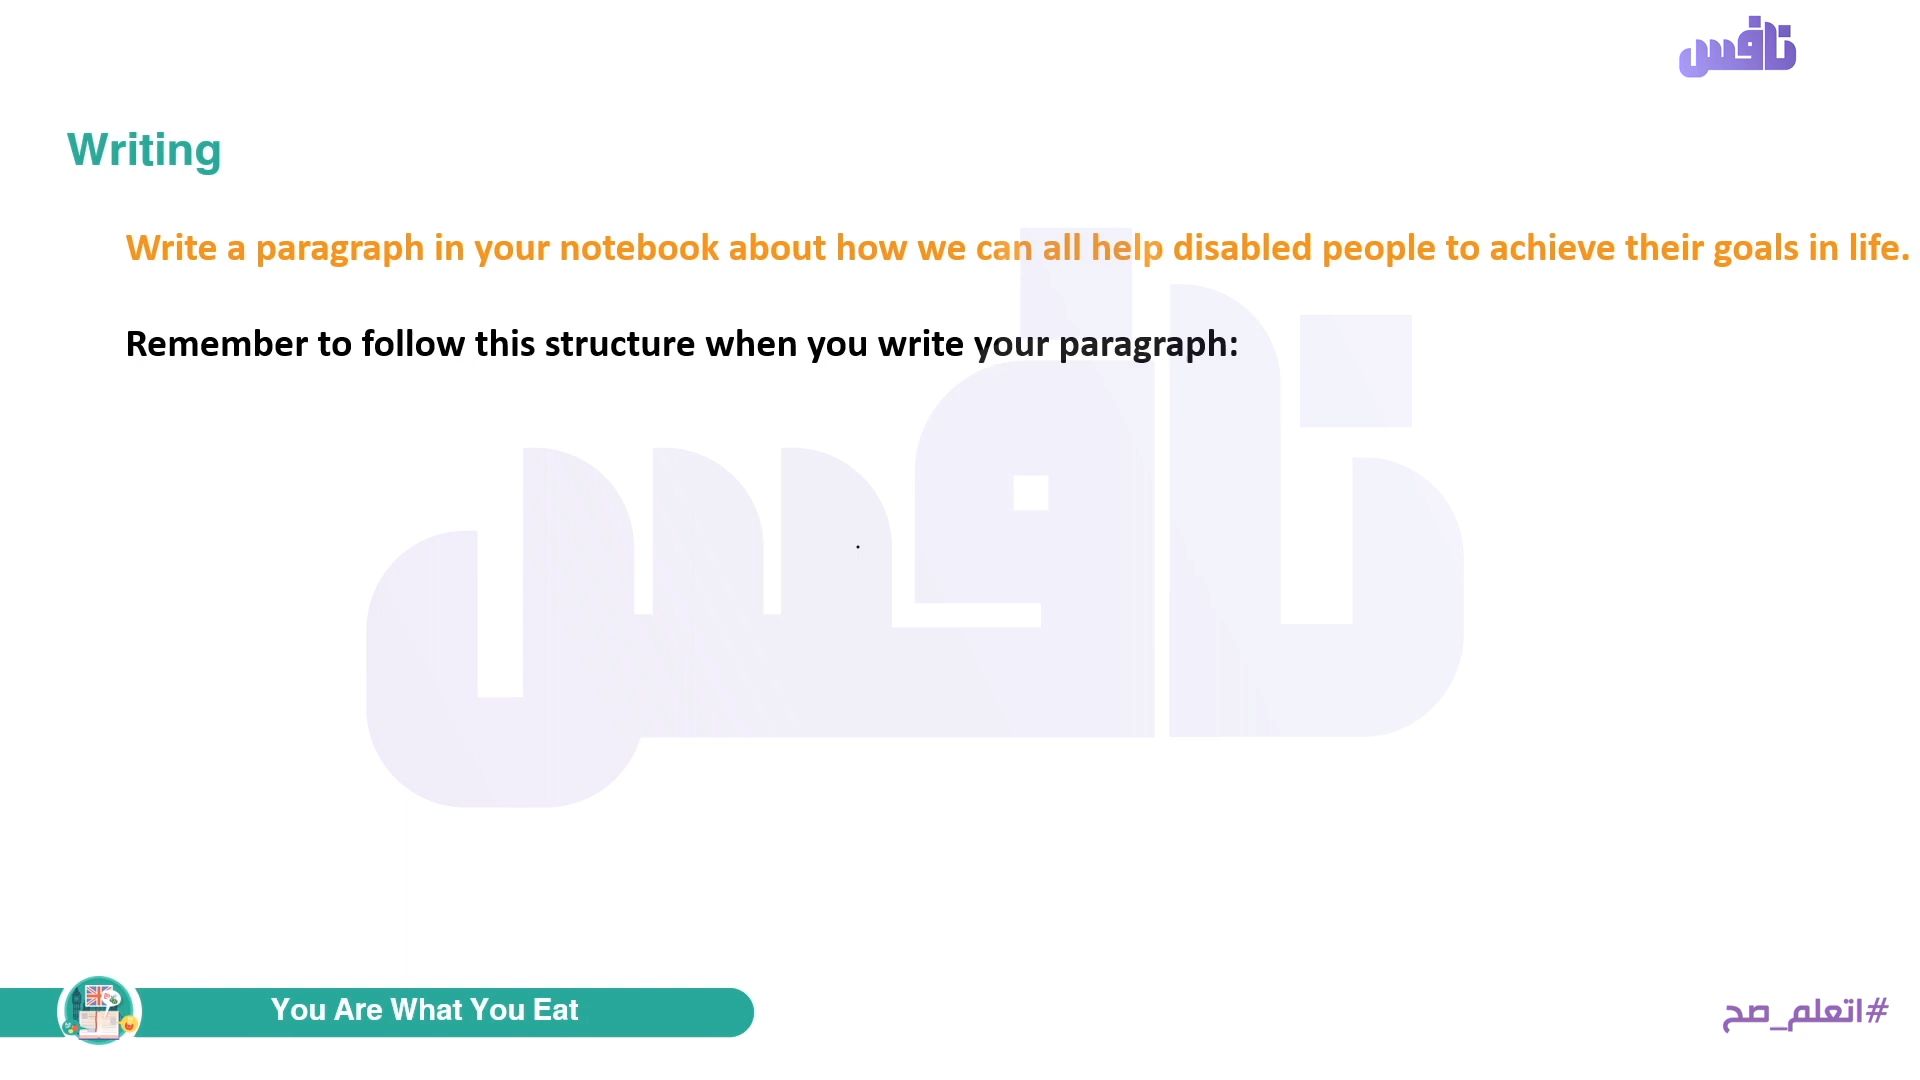 نافس
Writing
Write a paragraph in your notebook about how we can all help disabled people to achieve their goals in life.
Remember to follow this structure when you write your paragraph:
نافس
You Are What You Eat
#اتعلم_صح